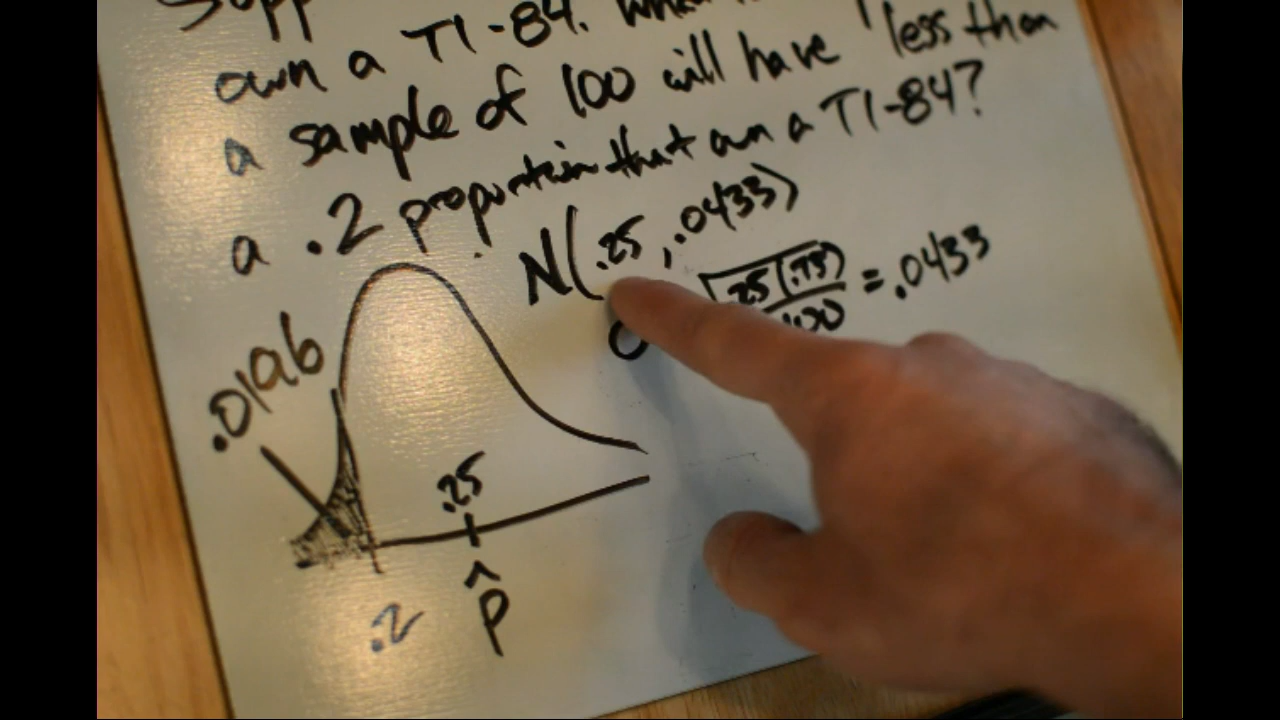 own a TI-84.
a sample of 100 will have less than
a .2 proportion that own a TI-84?
N(.25, .0433)
√.25(.75)/100 = .0433
.0196
.25
.2
p̂